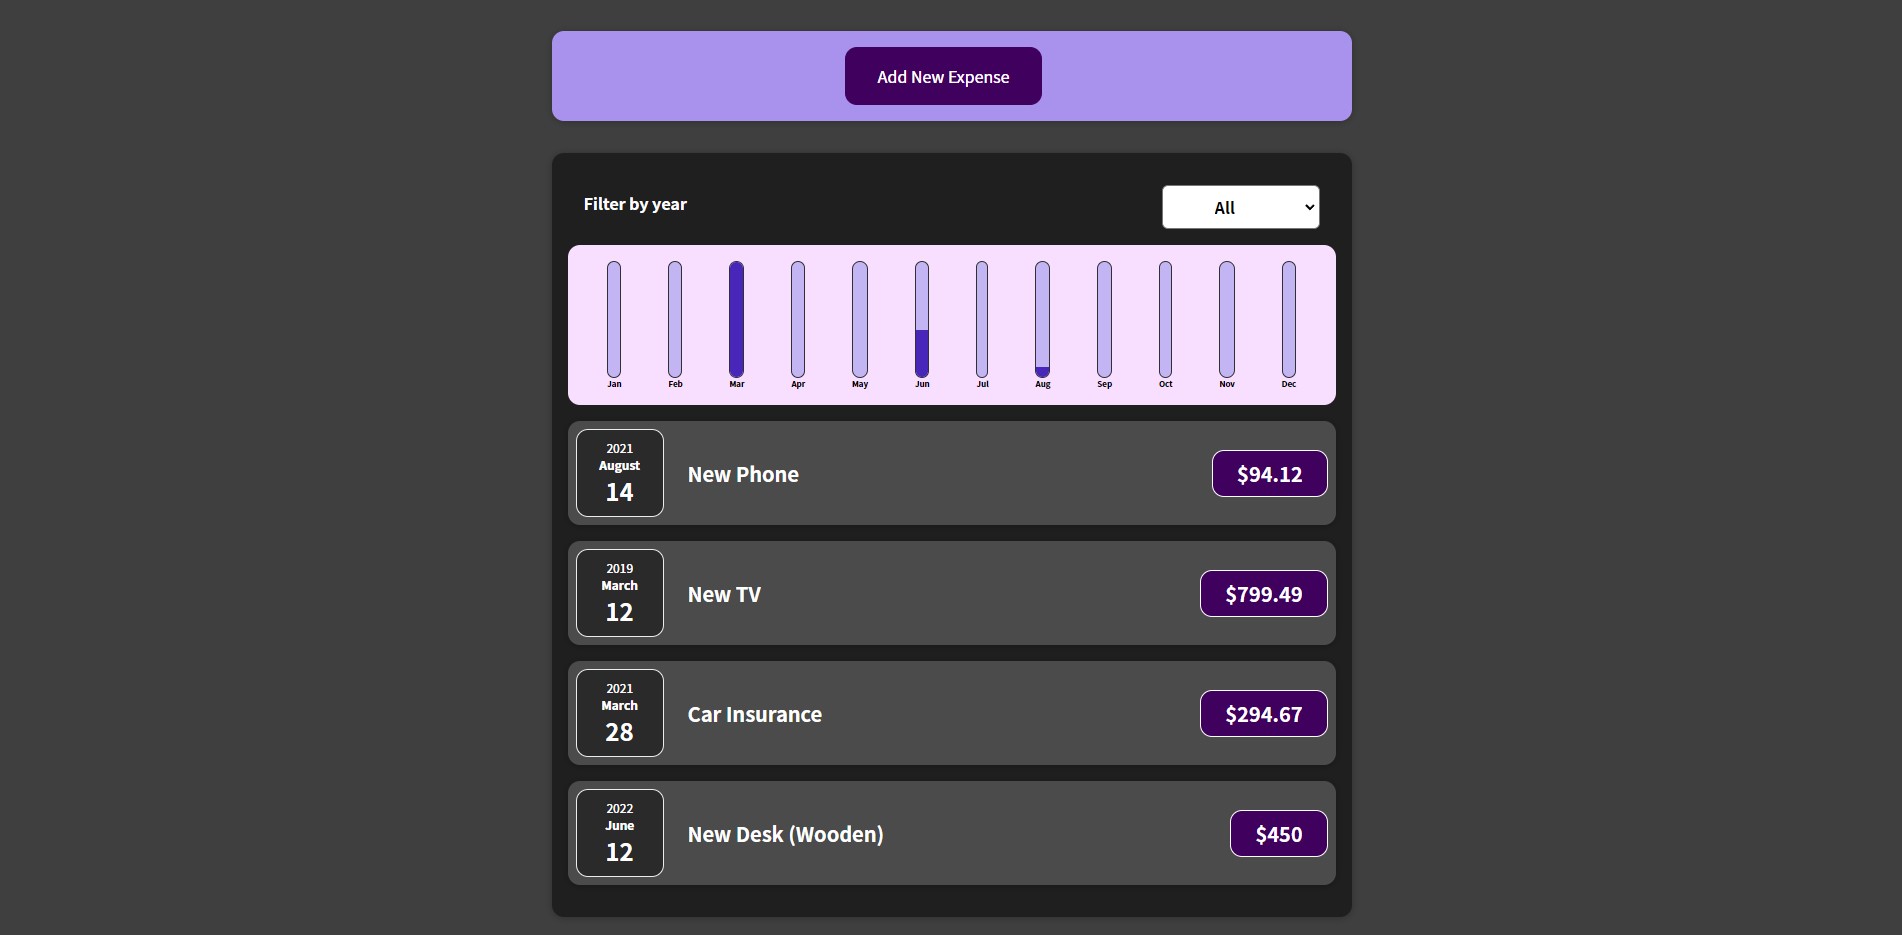 Add New Expense
Filter by year
All
Jan Feb Mar Apr May Jun Jul Aug Sep Oct Nov Dec
2021
August
14
New Phone
$94.12
2019
March
12
New TV
$799.49
2021
March
28
Car Insurance
$294.67
2022
June
12
New Desk (Wooden)
$450